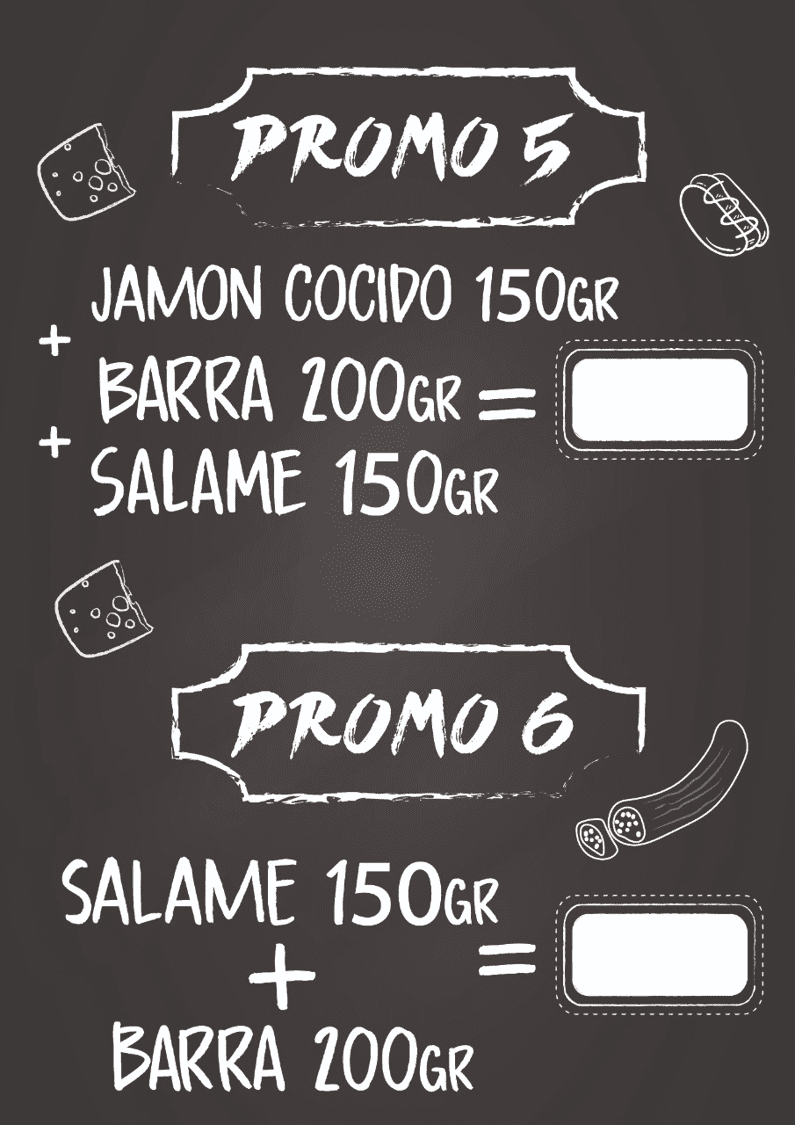 PROMO 5
JAMON COCIDO 150GR
+
BARRA 200GR =
+
SALAME 150GR
PROMO 6
SALAME 150GR
+ =
BARRA 200GR